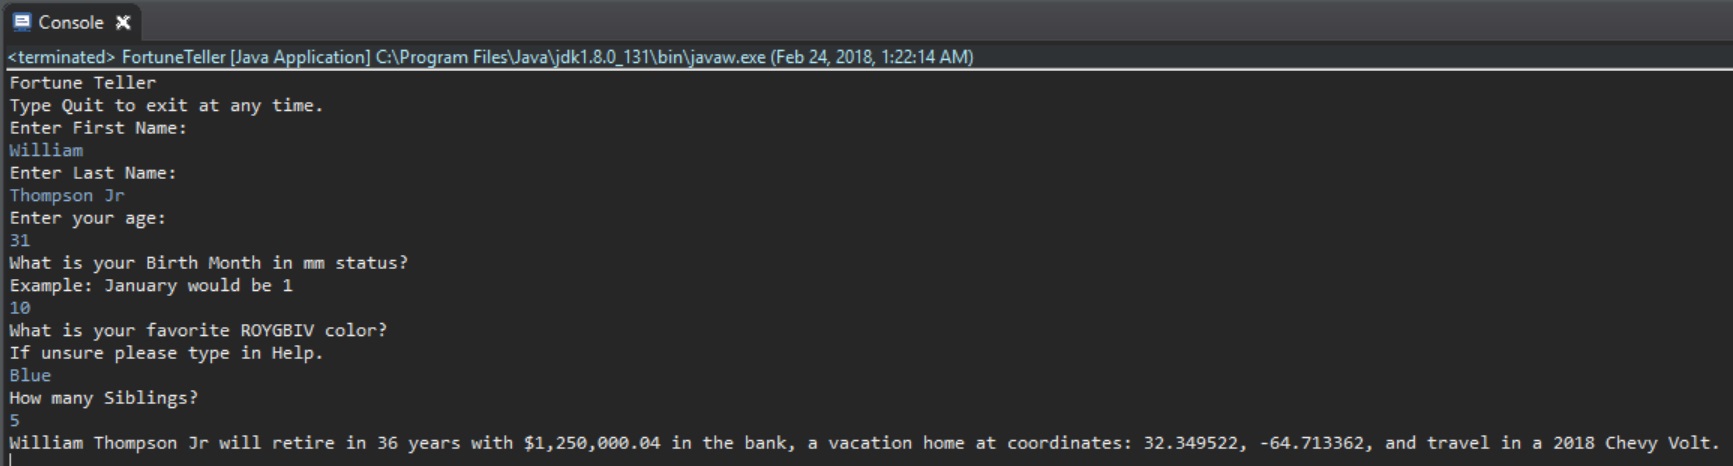 Console
<terminated> FortuneTeller [Java Application] C:\Program Files\Java\jdk1.8.0_131\bin\javaw.exe (Feb 24, 2018, 1:22:14 AM)
Fortune Teller
Type Quit to exit at any time.
Enter First Name:
William
Enter Last Name:
Thompson Jr
Enter your age:
31
What is your Birth Month in mm status?
Example: January would be 1
10
What is your favorite ROYGBIV color?
If unsure please type in Help.
Blue
How many Siblings?
5
William Thompson Jr will retire in 36 years with $1,250,000.04 in the bank, a vacation home at coordinates: 32.349522, -64.713362, and travel in a 2018 Chevy Volt.